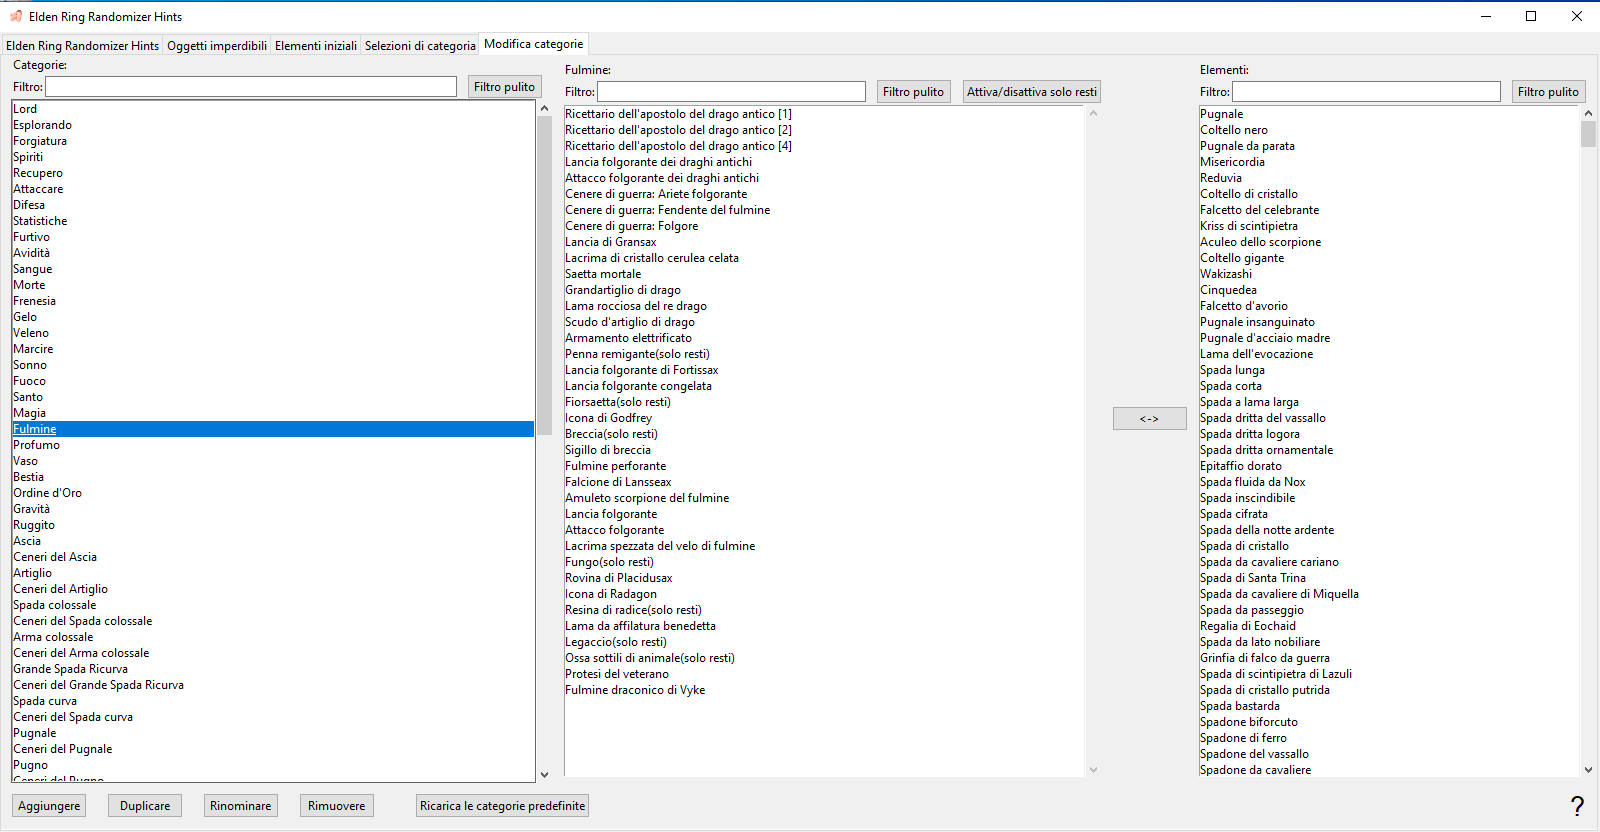 Elden Ring Randomizer Hints
Elden Ring Randomizer Hints
Oggetti imperdibili
Elementi iniziali
Selezioni di categoria
Modifica categorie
Categorie:
Filtro:
Filtro pulito
Lord
Esplorando
Forgiatura
Spiriti
Recupero
Attaccare
Difesa
Statistiche
Furtivo
Avidità
Sangue
Morte
Frenesia
Gelo
Veleno
Marcire
Sonno
Fuoco
Santo
Magia
Fulmine
Profumo
Vaso
Bestia
Ordine d'Oro
Gravità
Ruggito
Ascia
Ceneri del Ascia
Artiglio
Ceneri del Artiglio
Spada colossale
Ceneri del Spada colossale
Arma colossale
Ceneri del Arma colossale
Grande Spada Ricurva
Ceneri del Grande Spada Ricurva
Spada curva
Ceneri del Spada curva
Pugnale
Ceneri del Pugnale
Pugno
Ceneri del Pugno
Fulmine:
Filtro:
Filtro pulito
Attiva/disattiva solo resti
Ricettario dell'apostolo del drago antico [1]
Ricettario dell'apostolo del drago antico [2]
Ricettario dell'apostolo del drago antico [4]
Lancia folgorante dei draghi antichi
Attacco folgorante dei draghi antichi
Cenere di guerra: Ariete folgorante
Cenere di guerra: Fendente del fulmine
Cenere di guerra: Folgore
Lancia di Gransax
Lacrima di cristallo cerulea celata
Saetta mortale
Grandartiglio di drago
Lama rocciosa del re drago
Scudo d'artiglio di drago
Armamento elettrificato
Penna remigante(solo resti)
Lancia folgorante di Fortissax
Lancia folgorante congelata
Fiorsaetta(solo resti)
Icona di Godfrey
Breccia(solo resti)
Sigillo di breccia
Fulmine perforante
Falcione di Lansseax
Amuleto scorpione del fulmine
Lancia folgorante
Attacco folgorante
Lacrima spezzata del velo di fulmine
Fungo(solo resti)
Rovina di Placidusax
Icona di Radagon
Resina di radice(solo resti)
Lama da affilatura benedetta
Legaccio(solo resti)
Ossa sottili di animale(solo resti)
Protesi del veterano
Fulmine draconico di Vyke
<->
Elementi:
Filtro:
Filtro pulito
Pugnale
Coltello nero
Pugnale da parata
Misericordia
Reduvia
Coltello di cristallo
Falcetto del celebrante
Kriss di scintipietra
Aculeo dello scorpione
Coltello gigante
Wakizashi
Cinquedea
Falcetto d'avorio
Pugnale insanguinato
Pugnale d'acciaio madre
Lama dell'evocazione
Spada lunga
Spada corta
Spada a lama larga
Spada dritta del vassallo
Spada dritta logora
Spada dritta ornamentale
Epitaffio dorato
Spada fluida da Nox
Spada inscindibile
Spada cifrata
Spada della notte ardente
Spada di cristallo
Spada da cavaliere cariano
Spada di Santa Trina
Spada da cavaliere di Miquella
Spada da passeggio
Regalia di Eochaid
Spada da lato nobiliare
Grinfia di falco da guerra
Spada di scintipietra di Lazuli
Spada di cristallo putrida
Spada bastarda
Spadone biforcuto
Spadone di ferro
Spadone del vassallo
Spadone da cavaliere
Aggiungere
Duplicare
Rinominare
Rimuovere
Ricarica le categorie predefinite
?